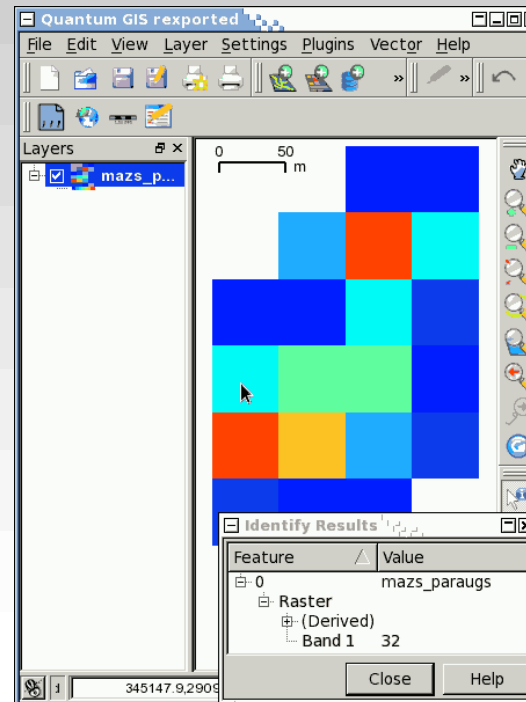 Quantum GIS rexported
File Edit View Layer Settings Plugins Vector Help
» »
Layers
mazs_p...
0 50
m
Identify Results
Feature Value
0 mazs_paraugs
Raster
(Derived)
Band 1 32
Close Help
345147.9,2909